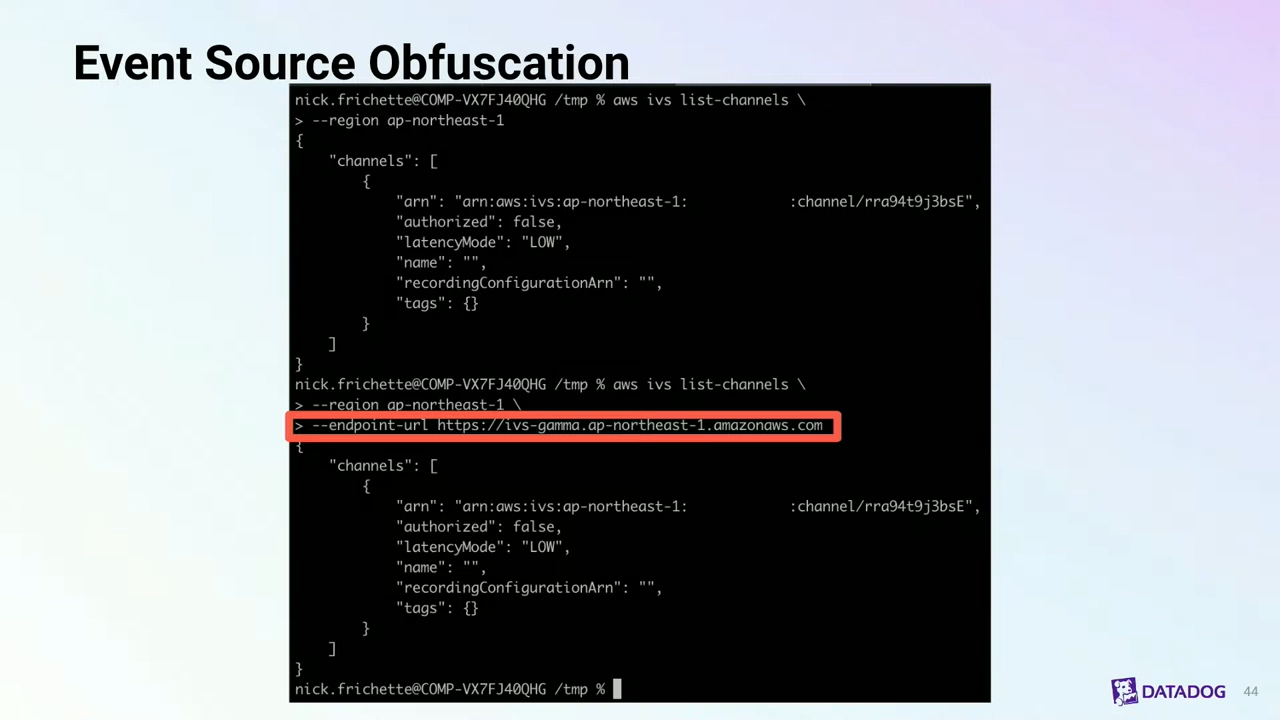 Event Source Obfuscation
nick.frichette@COMP-VX7FJ40QHG /tmp % aws ivs list-channels \
> --region ap-northeast-1
{
    "channels": [
        {
            "arn": "arn:aws:ivs:ap-northeast-1:            :channel/rra94t9j3bsE",
            "authorized": false,
            "latencyMode": "LOW",
            "name": "",
            "recordingConfigurationArn": "",
            "tags": {}
        }
    ]
}
nick.frichette@COMP-VX7FJ40QHG /tmp % aws ivs list-channels \
> --region ap-northeast-1 \
> --endpoint-url https://ivs-gamma.ap-northeast-1.amazonaws.com
{
    "channels": [
        {
            "arn": "arn:aws:ivs:ap-northeast-1:            :channel/rra94t9j3bsE",
            "authorized": false,
            "latencyMode": "LOW",
            "name": "",
            "recordingConfigurationArn": "",
            "tags": {}
        }
    ]
}
nick.frichette@COMP-VX7FJ40QHG /tmp %
DATADOG
44